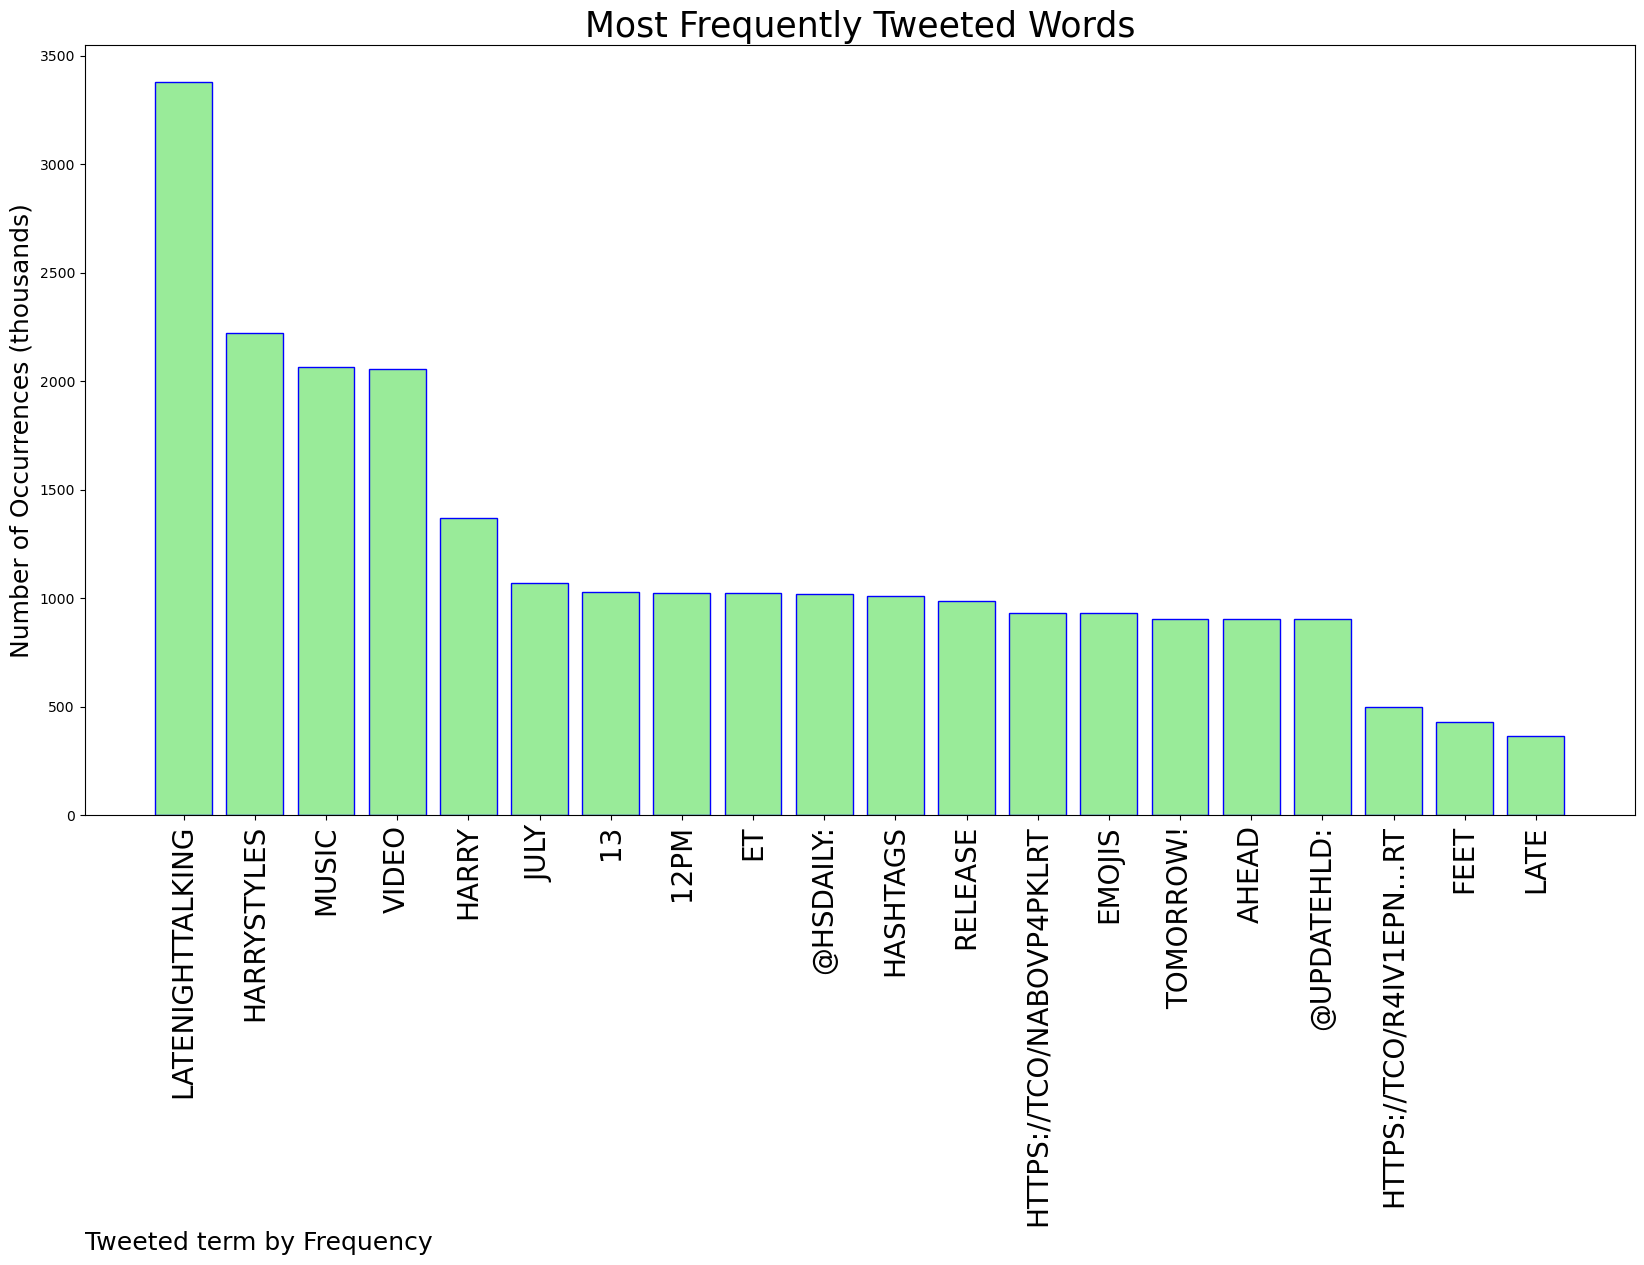 Most Frequently Tweeted Words
Number of Occurrences (thousands)
3500
3000
2500
2000
1500
1000
500
0
LATENIGHTTALKING
HARRYSTYLES
MUSIC
VIDEO
HARRY
JULY
13
12PM
ET
@HSDAILY:
HASHTAGS
RELEASE
HTTPS://TCO/NABOVP4PKLRT
EMOJIS
TOMORROW!
AHEAD
@UPDATEHLD:
HTTPS://TCO/R4IV1EPN...RT
FEET
LATE
Tweeted term by Frequency